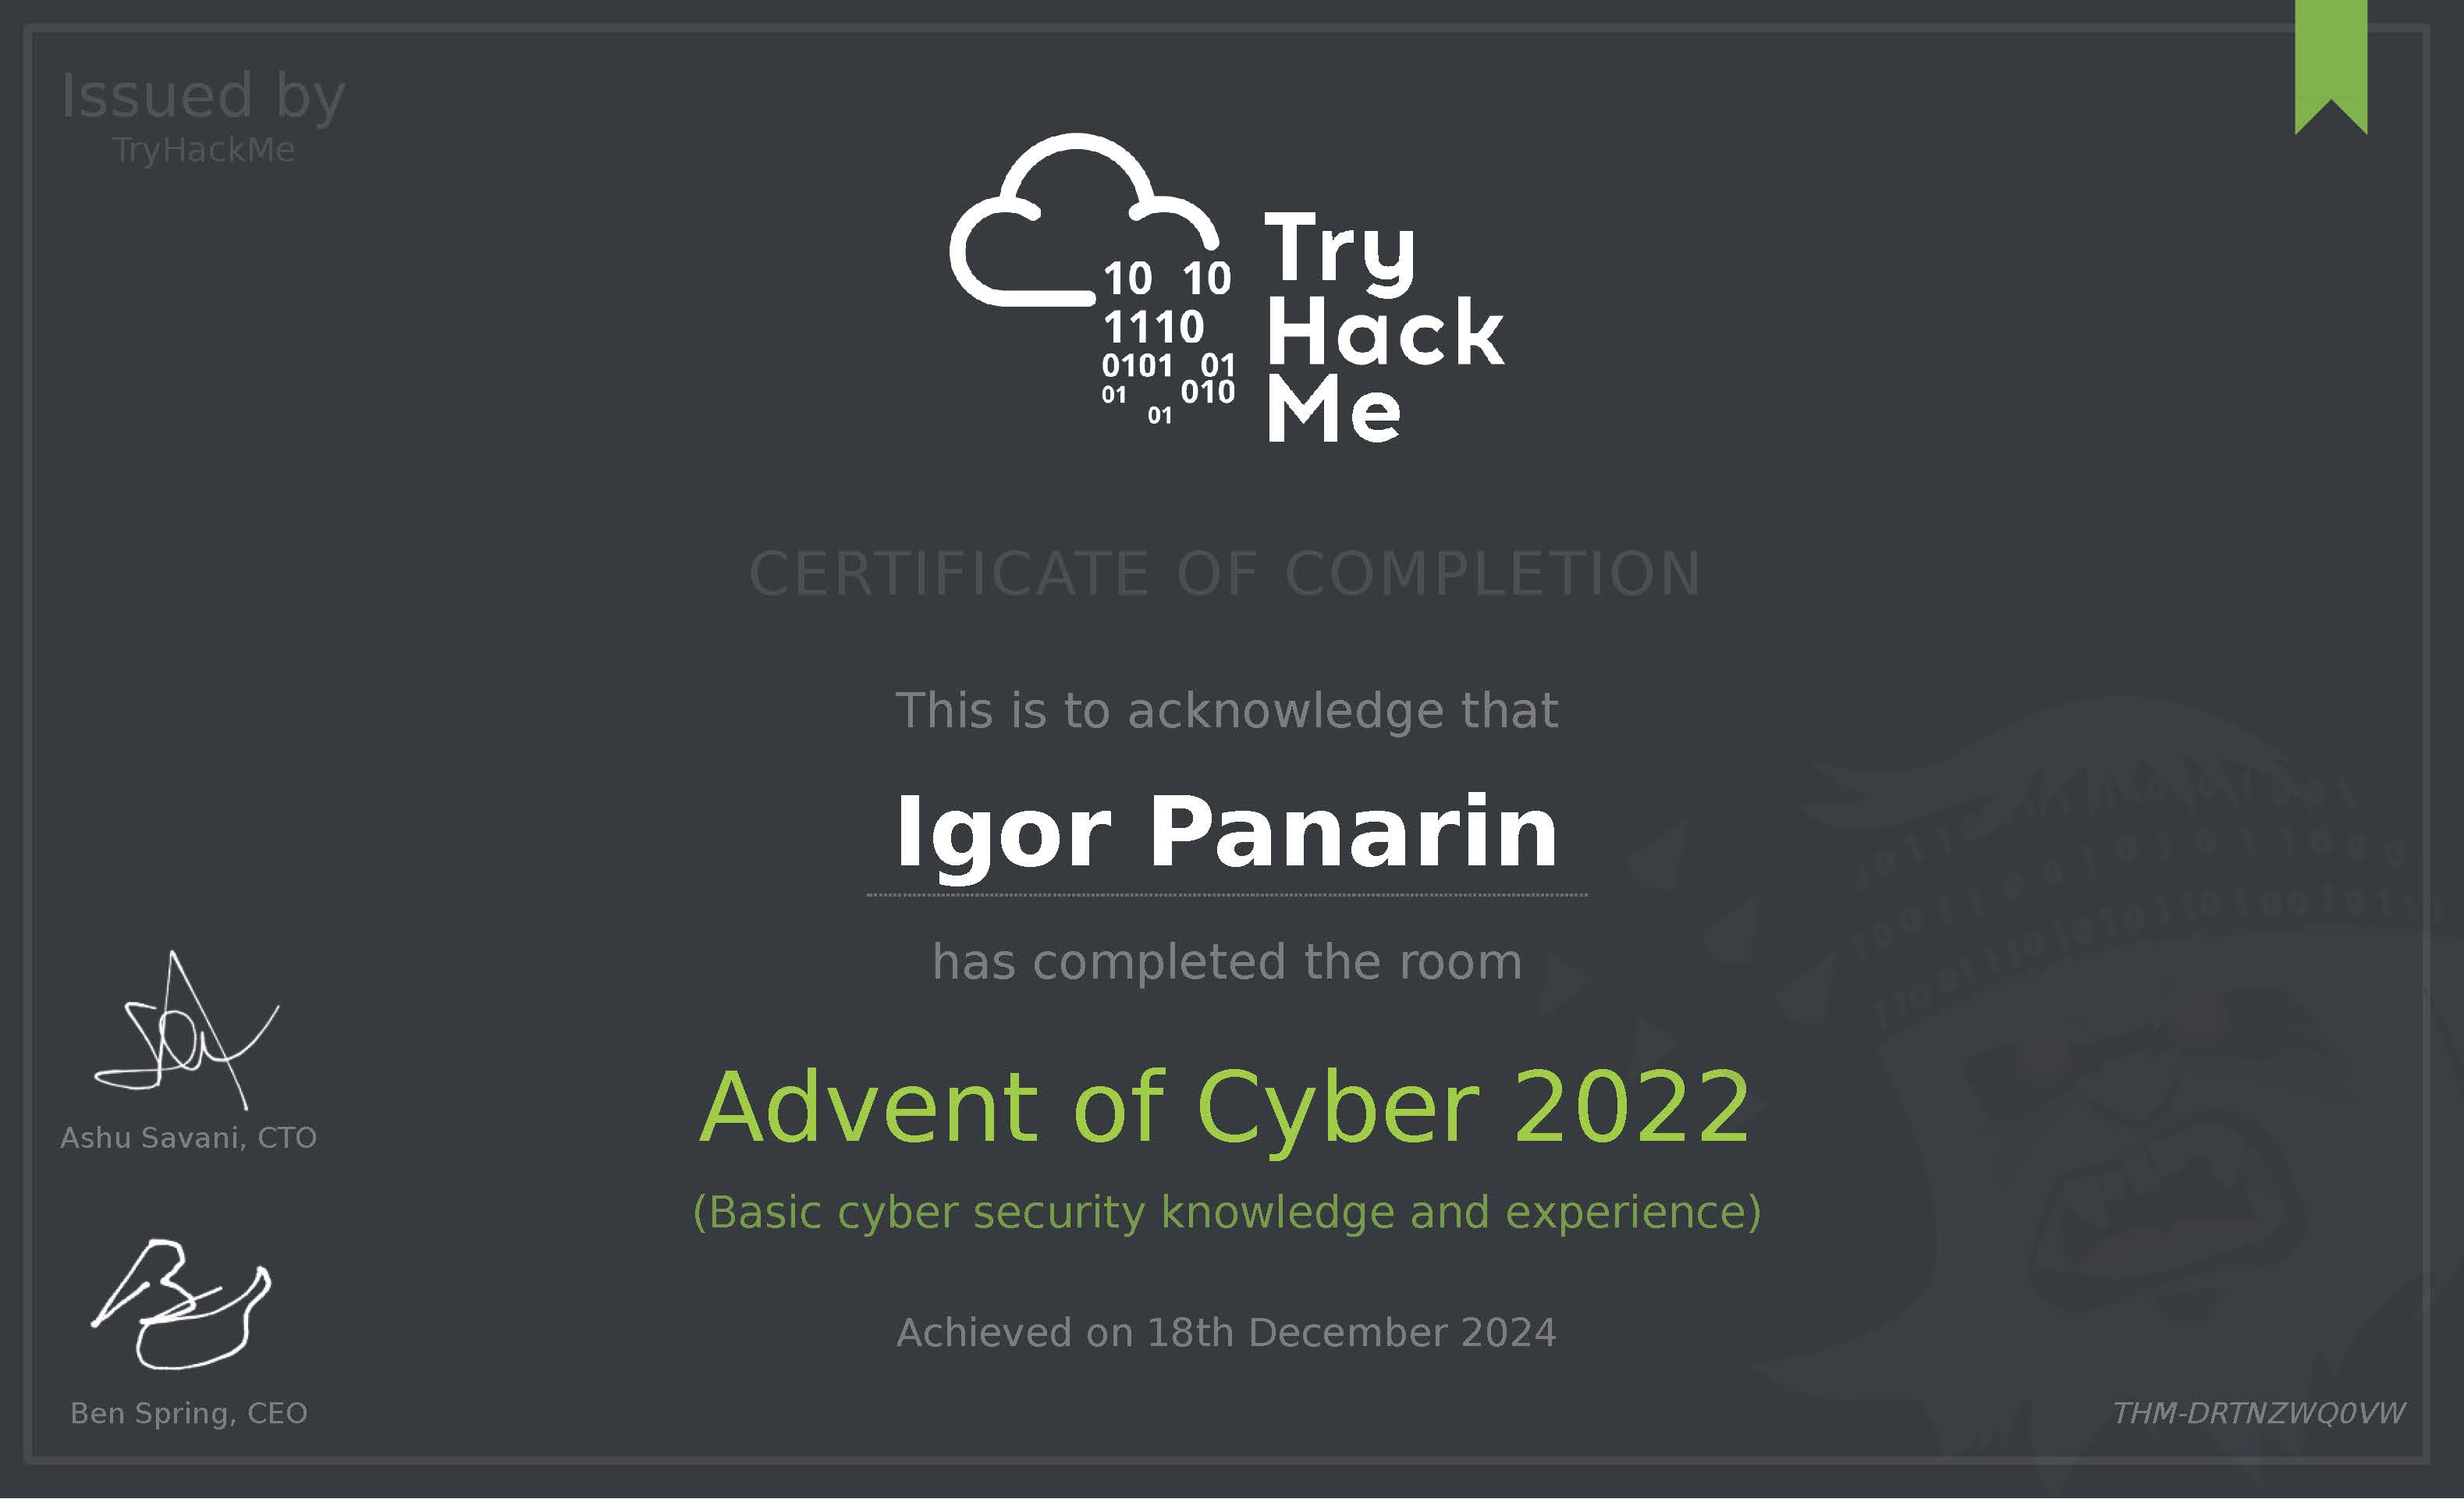 Issued by
TryHackMe
10 10
1110
0101 01
01 010
01
Try
Hack
Me
CERTIFICATE OF COMPLETION
This is to acknowledge that
Igor Panarin
has completed the room
Advent of Cyber 2022
(Basic cyber security knowledge and experience)
Achieved on 18th December 2024
Ashu Savani, CTO
Ben Spring, CEO
THM-DRTNZWQ0VW